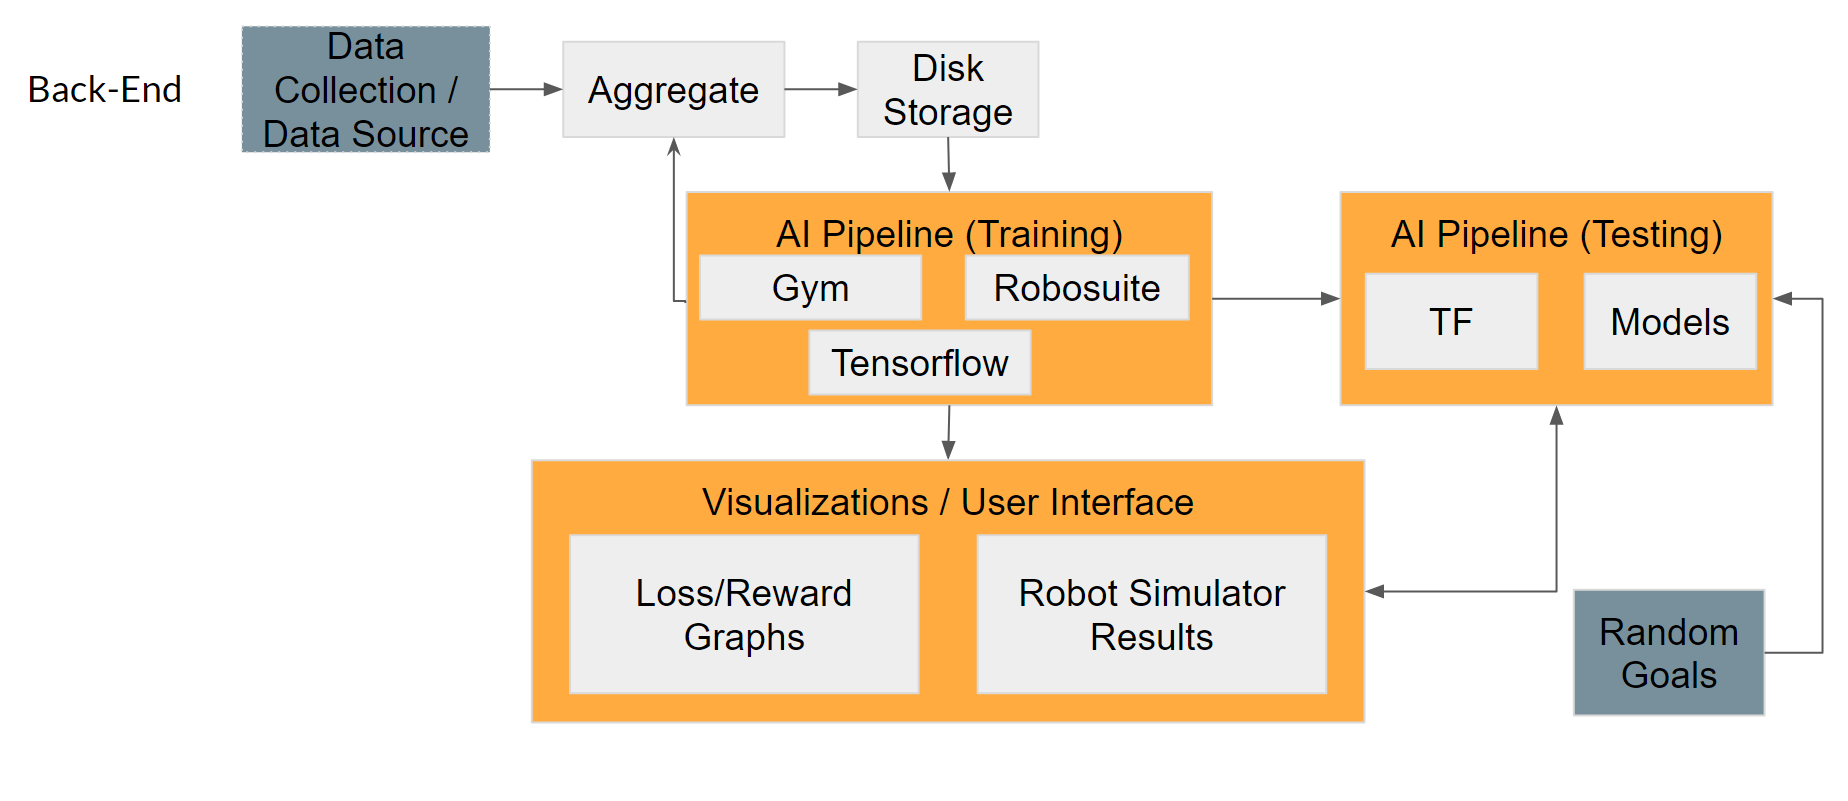 Back-End
Data
Collection /
Data Source
Aggregate
Disk
Storage
AI Pipeline (Training)
Gym
Robosuite
Tensorflow
AI Pipeline (Testing)
TF
Models
Visualizations / User Interface
Loss/Reward
Graphs
Robot Simulator
Results
Random
Goals